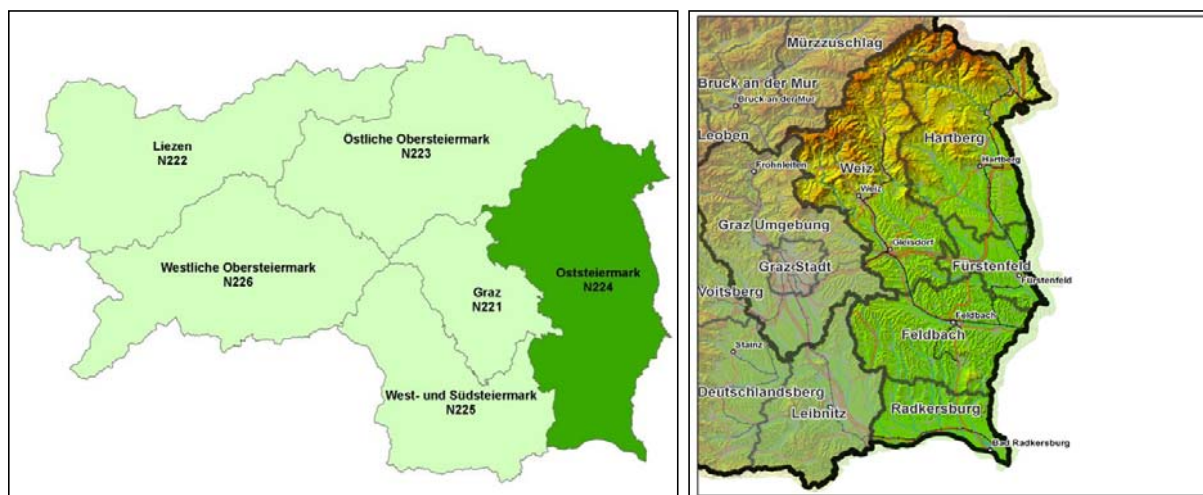 Liezen
N222
Östliche Obersteiermark
N223
Westliche Obersteiermark
N226
Graz
N221
Oststeiermark
N224
West- und Südsteiermark
N225
Mürzzuschlag
Bruck an der Mur
Bruck an der Mur
Leoben
Frohnleiten
Hartberg
Hartberg
Weiz
Weiz
Graz Umgebung
Gleisdorf
Graz-Stadt
Fürstenfeld
Fürstenfeld
Voitsberg
Feldbach
Feldbach
Stainz
Deutschlandsberg
Leibnitz
Radkersburg
Bad Radkersburg